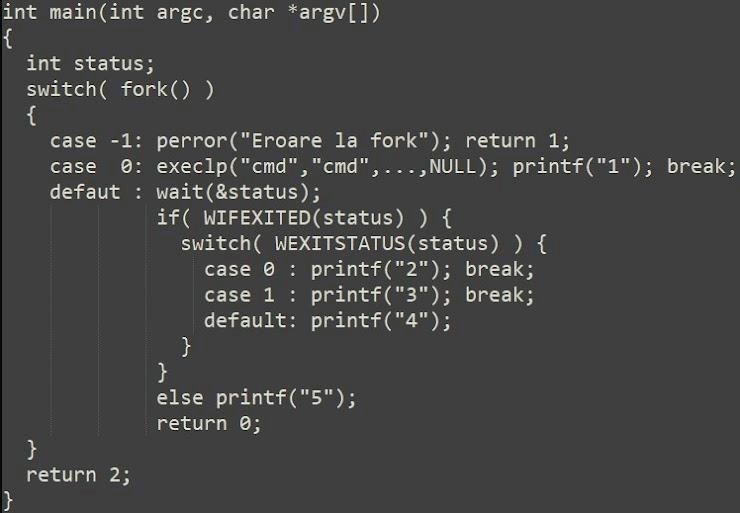 int main(int argc, char *argv[])
{
  int status;
  switch( fork() )
  {
    case -1: perror("Eroare la fork"); return 1;
    case  0: execlp("cmd","cmd",...,NULL); printf("1"); break;
    defaut : wait(&status);
             if( WIFEXITED(status) ) {
               switch( WEXITSTATUS(status) ) {
                 case 0 : printf("2"); break;
                 case 1 : printf("3"); break;
                 default: printf("4");
               }
             }
             else printf("5");
             return 0;
  }
  return 2;
}